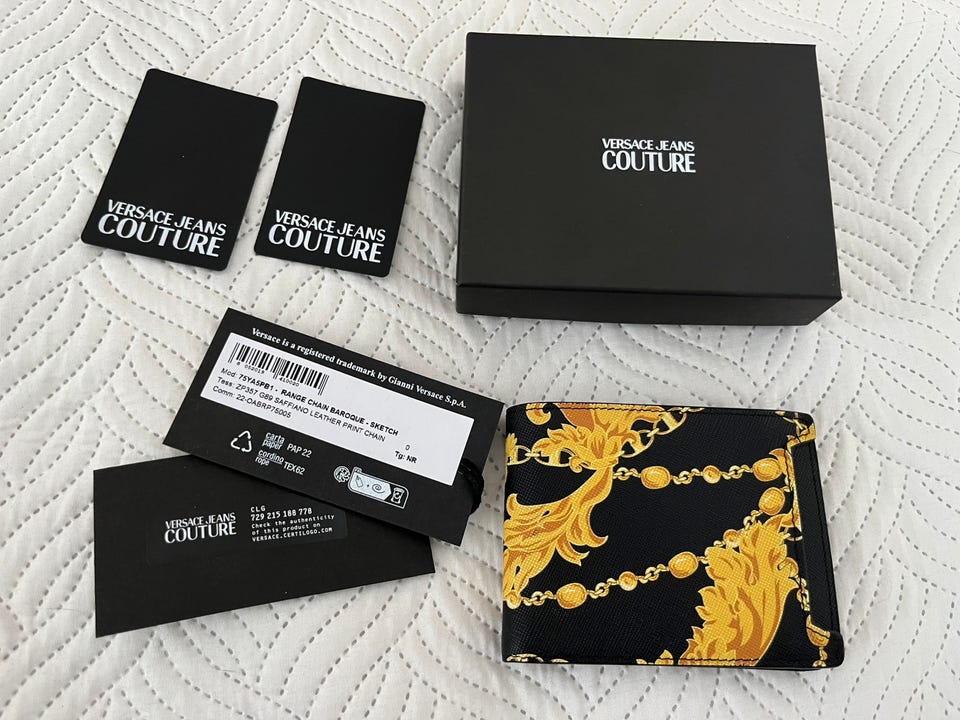 VERSACE JEANS
COUTURE
VERSACE JEANS
COUTURE
VERSACE JEANS
COUTURE
Versace is a registered trademark by Gianni Versace S.p.A.
Mod: 75YA5PB1 - RANGE CHAIN BAROQUE - SKETCH
Tess: ZP357 G89 SAFFIANO LEATHER PRINT CHAIN
Comm: 22-OABRP75005
0
Tg: NR
carta
paper PAP 22
cordino
rope TEX 62
VERSACE JEANS
COUTURE
CLG
729 215 188 778
Check the authenticity
of this product on
VERSACE.CERTILOGO.COM